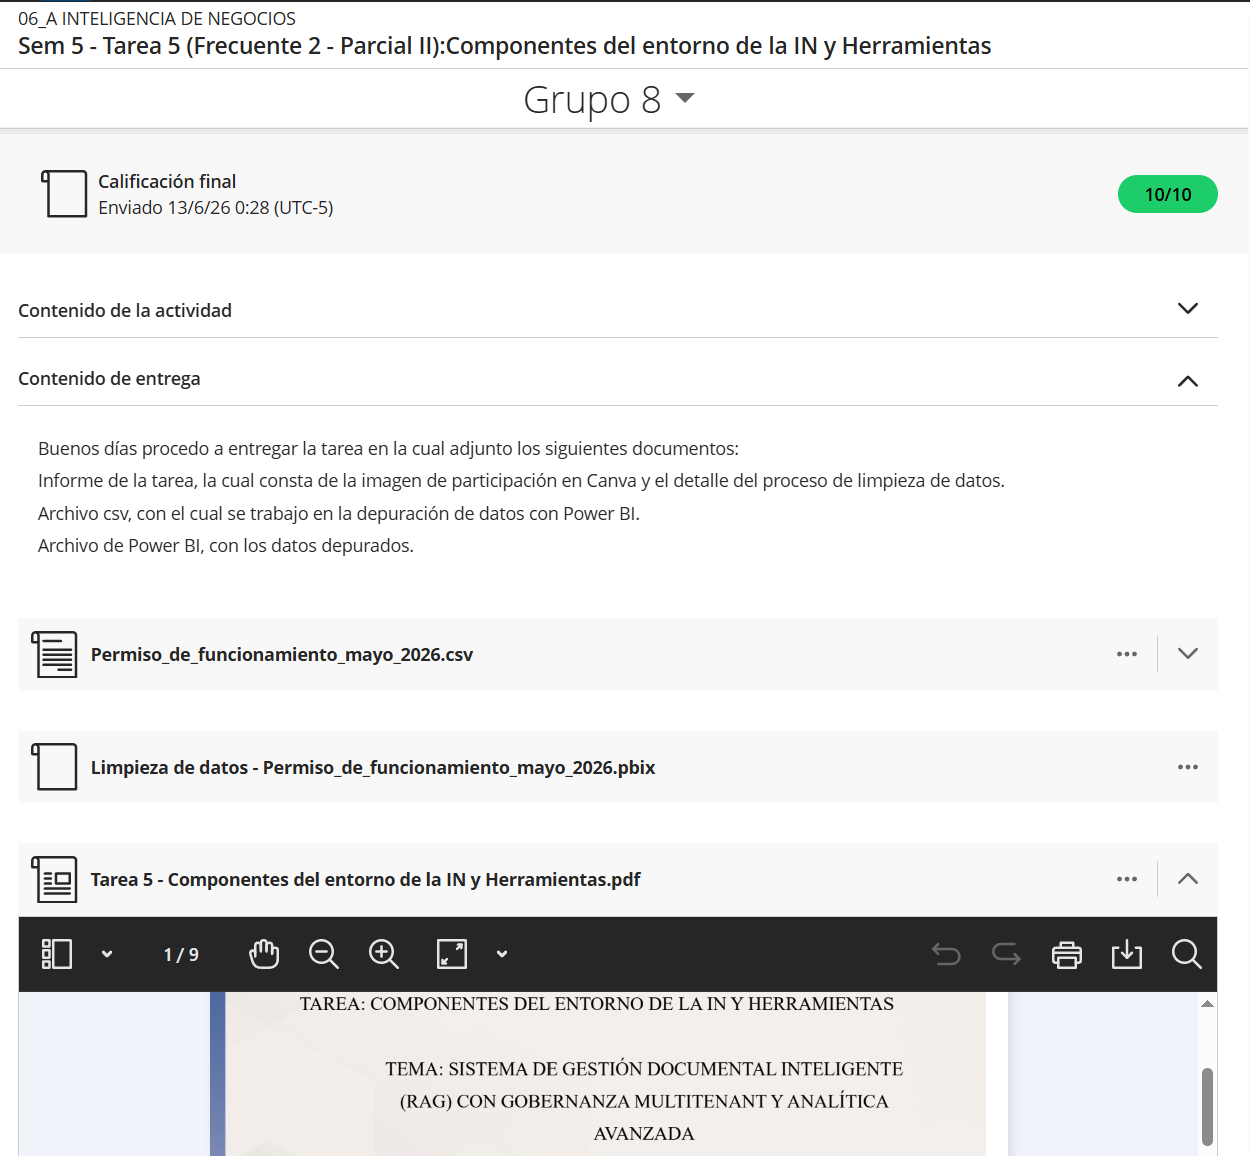 06_A INTELIGENCIA DE NEGOCIOS
Sem 5 - Tarea 5 (Frecuente 2 - Parcial II):Componentes del entorno de la IN y Herramientas
Grupo 8
Calificación final
Enviado 13/6/26 0:28 (UTC-5)
10/10
Contenido de la actividad
Contenido de entrega
Buenos días procedo a entregar la tarea en la cual adjunto los siguientes documentos:
Informe de la tarea, la cual consta de la imagen de participación en Canva y el detalle del proceso de limpieza de datos.
Archivo csv, con el cual se trabajo en la depuración de datos con Power BI.
Archivo de Power BI, con los datos depurados.
Permiso_de_funcionamiento_mayo_2026.csv
Limpieza de datos - Permiso_de_funcionamiento_mayo_2026.pbix
Tarea 5 - Componentes del entorno de la IN y Herramientas.pdf
1 / 9
TAREA: COMPONENTES DEL ENTORNO DE LA IN Y HERRAMIENTAS
TEMA: SISTEMA DE GESTIÓN DOCUMENTAL INTELIGENTE
(RAG) CON GOBERNANZA MULTITENANT Y ANALÍTICA
AVANZADA